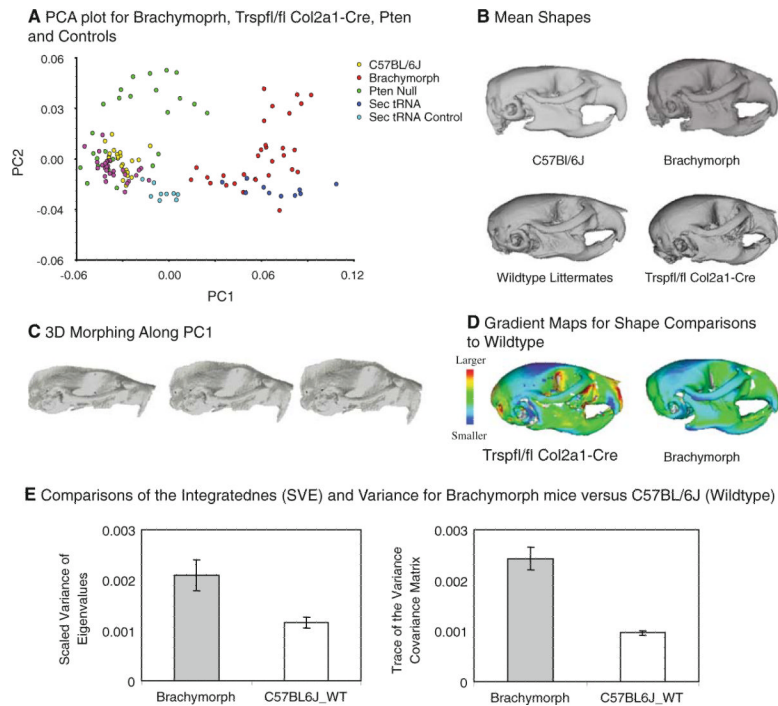 A PCA plot for Brachymoprh, Trspfl/fl Col2a1-Cre, Pten
and Controls
0.06
0.03
0.00
-0.04
-0.06
-0.06
0.00
0.06
0.12
PC2
PC1
C57BL/6J
Brachymorph
Pten Null
Sec tRNA
Sec tRNA Control
B Mean Shapes
C57Bl/6J
Brachymorph
Wildtype Littermates
Trspfl/fl Col2a1-Cre
C 3D Morphing Along PC1
D Gradient Maps for Shape Comparisons
to Wildtype
Larger
Smaller
Trspfl/fl Col2a1-Cre
Brachymorph
E Comparisons of the Integratednes (SVE) and Variance for Brachymorph mice versus C57BL/6J (Wildtype)
0.003
0.002
0.001
0
Scaled Variance of
Eigenvalues
Brachymorph
C57BL6J_WT
0.003
0.002
0.001
0
Trace of the Variance
Covariance Matrix
Brachymorph
C57BL6J_WT